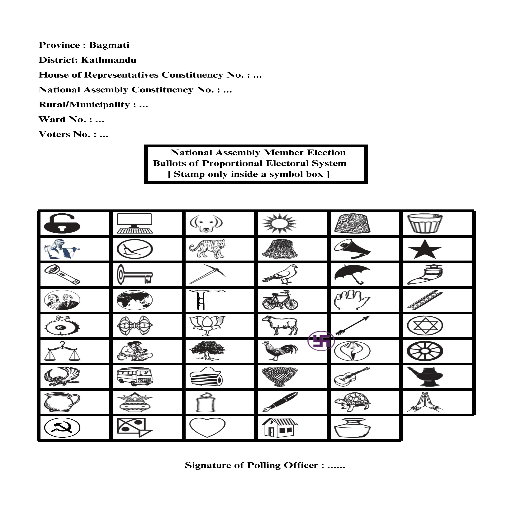 Province : Bagmati
District: Kathmandu
House of Representatives Constituency No. : ...
National Assembly Constituency No. : ...
Rural/Municipality : ...
Ward No. : ...
Voters No. : ...
National Assembly Member Election
Ballots of Proportional Electoral System
[ Stamp only inside a symbol box ]
Signature of Polling Officer : ......